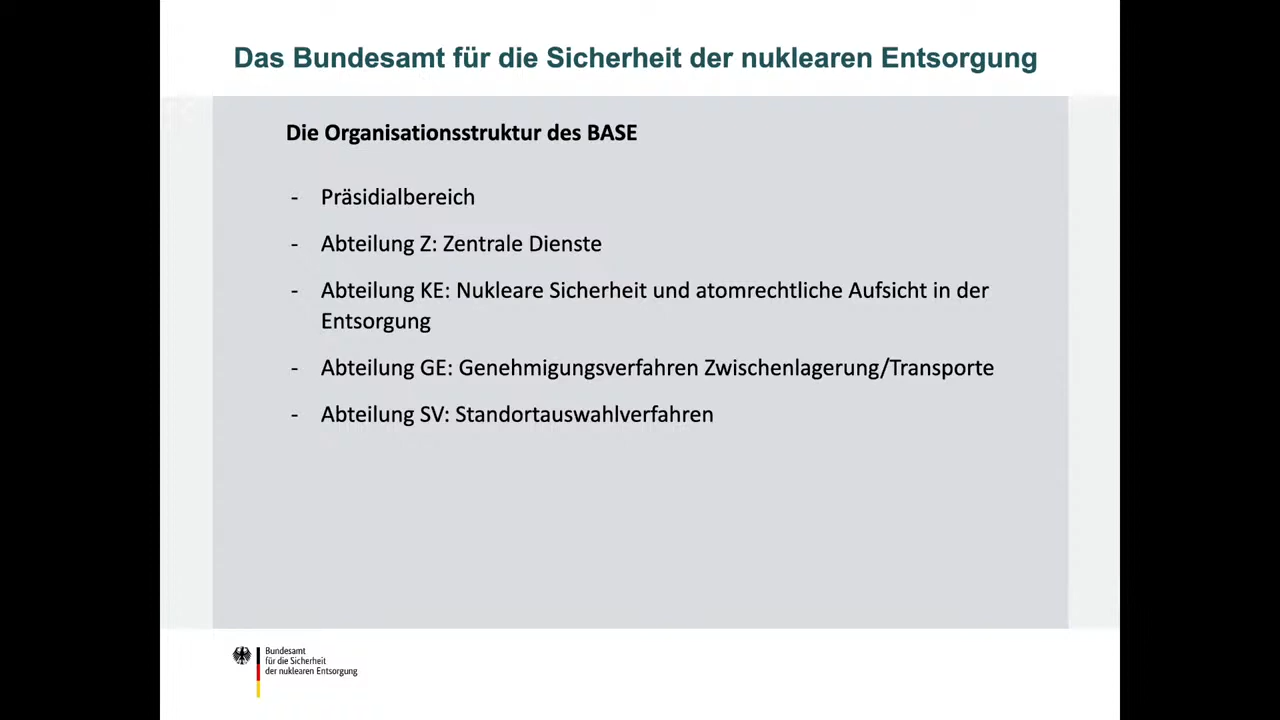 Das Bundesamt für die Sicherheit der nuklearen Entsorgung
Die Organisationsstruktur des BASE
- Präsidialbereich
- Abteilung Z: Zentrale Dienste
- Abteilung KE: Nukleare Sicherheit und atomrechtliche Aufsicht in der
Entsorgung
- Abteilung GE: Genehmigungsverfahren Zwischenlagerung/Transporte
- Abteilung SV: Standortauswahlverfahren
Bundesamt
für die Sicherheit
der nuklearen Entsorgung